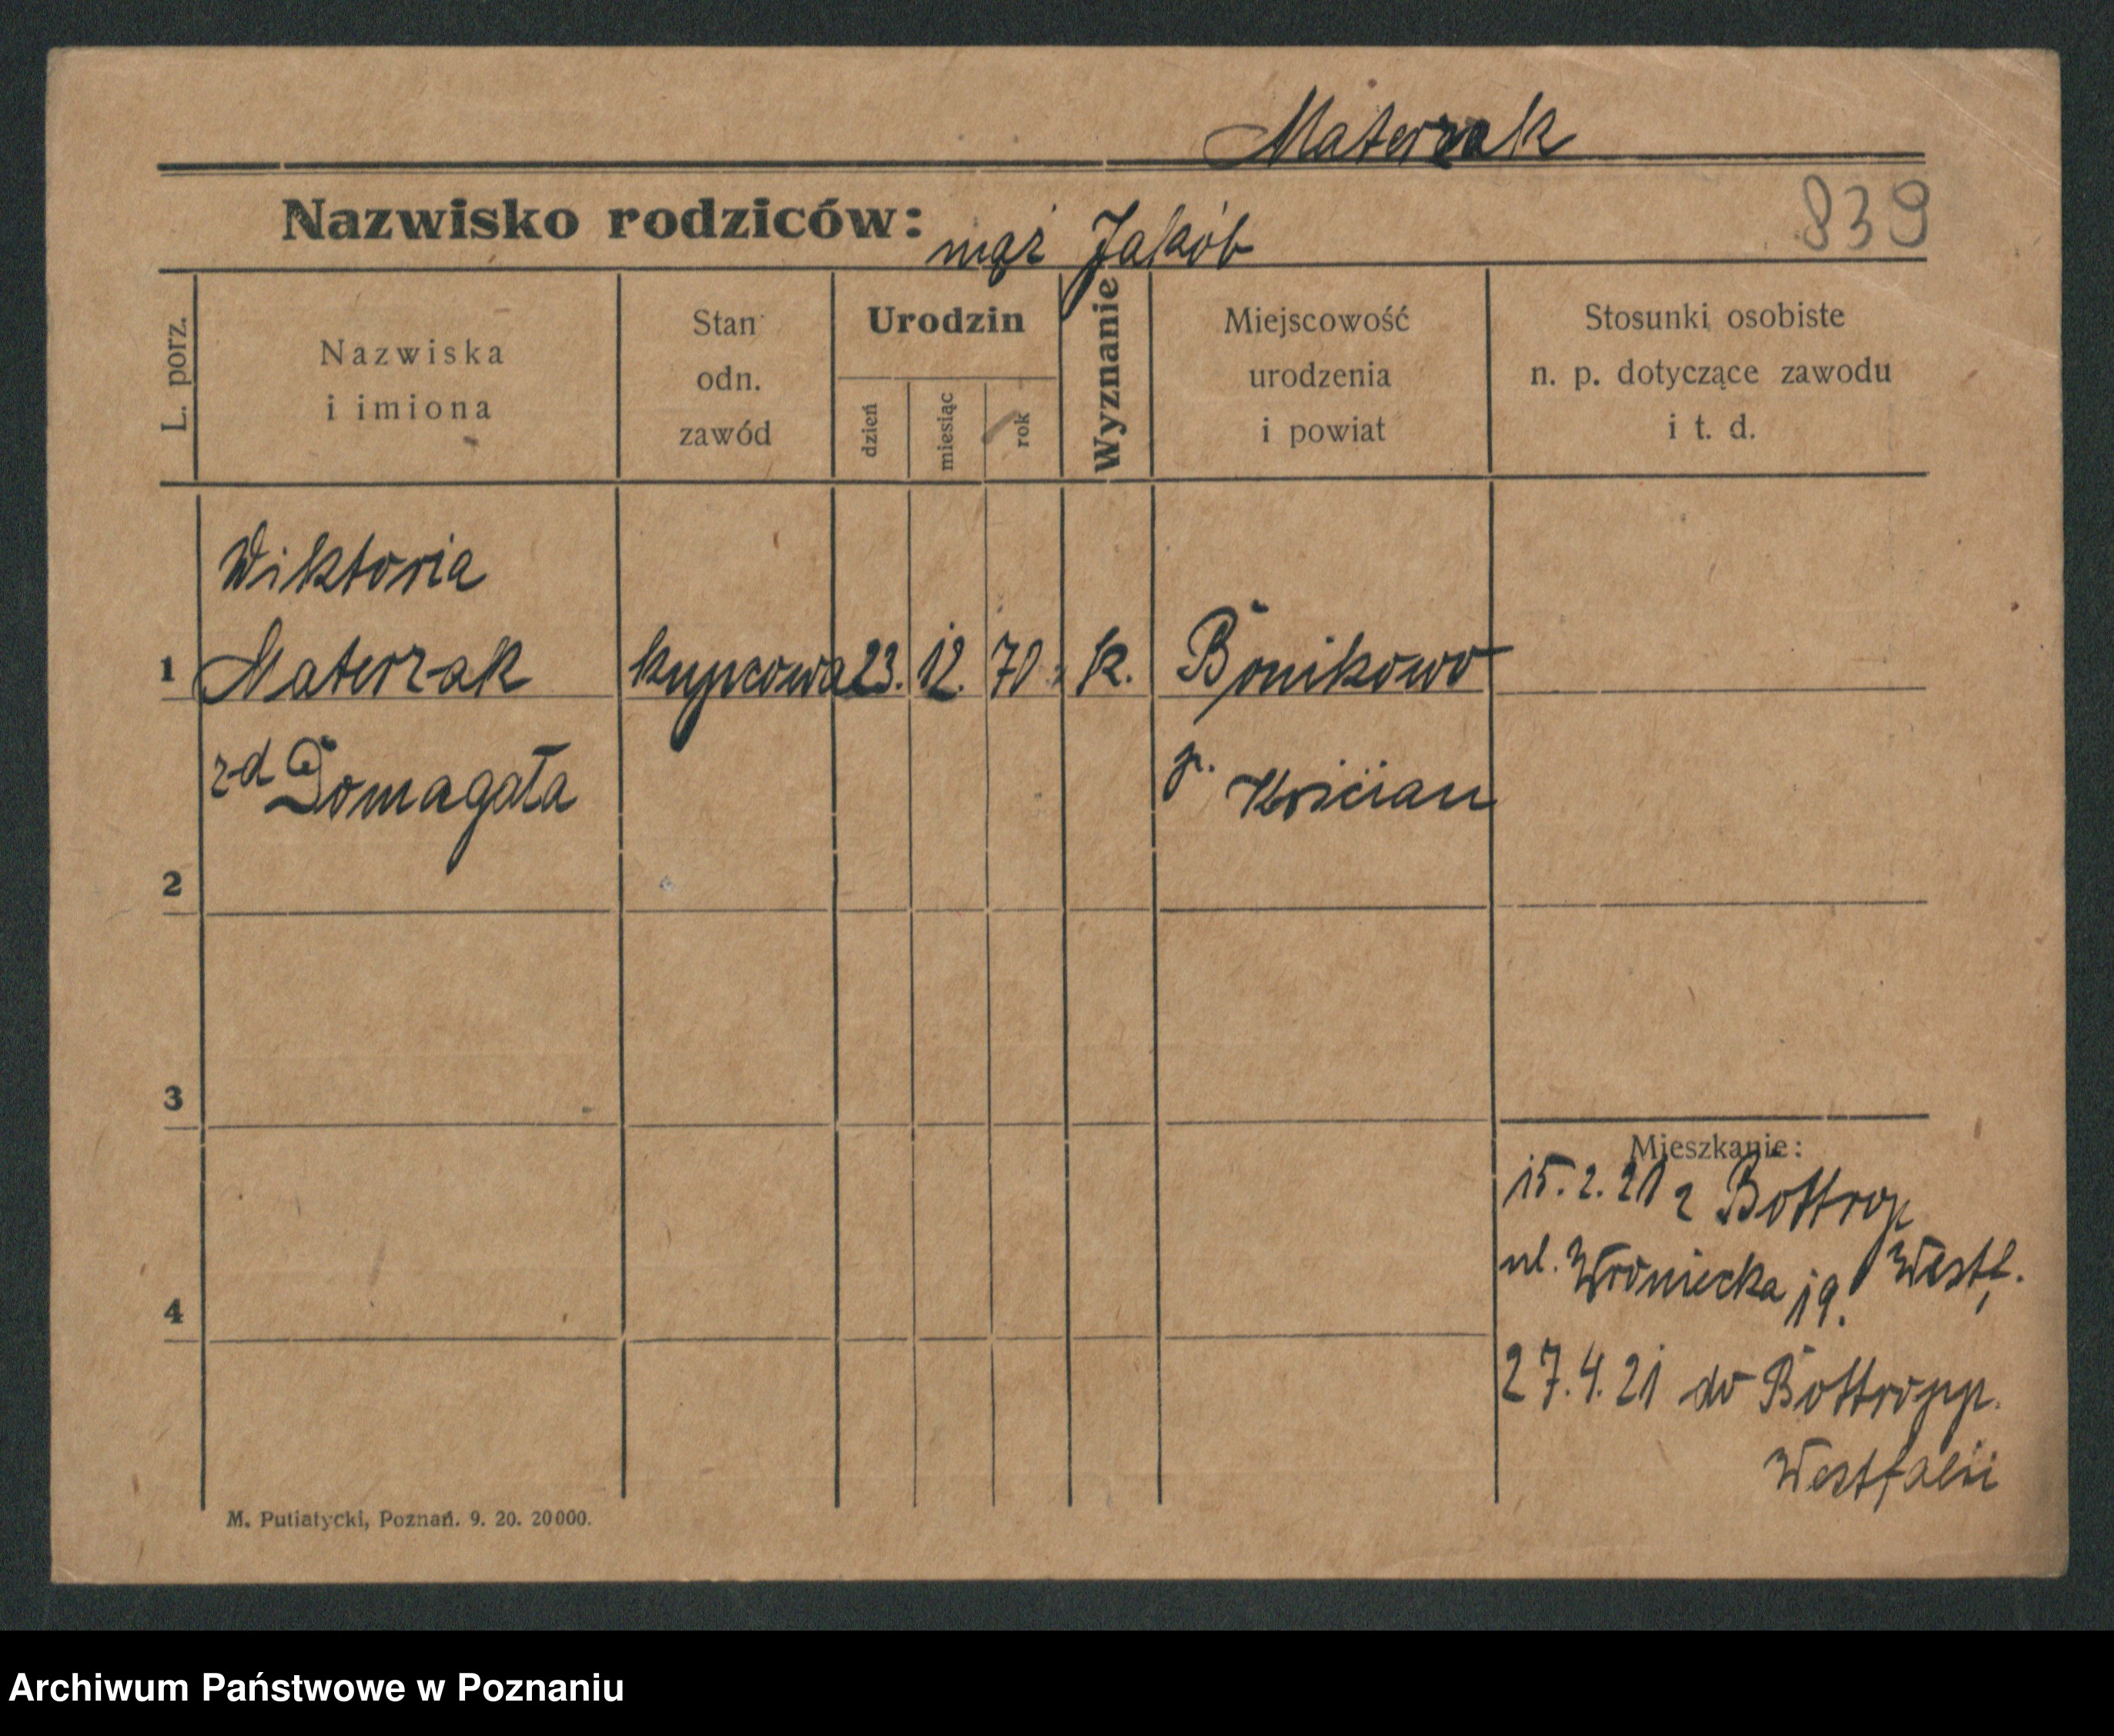 Materzak
839
Nazwisko rodziców: mąż Jakób
L. porz.
Nazwiska
i imiona
Stan
odn.
zawód
Urodzin
dzień
miesiąc
rok
Wyznanie
Miejscowość
urodzenia
i powiat
Stosunki osobiste
n. p. dotyczące zawodu
i t. d.
Wiktoria
1 Materzak kupcowa 23. 12. 70. k. Bonikowo
zd Domagała p. Kościan
2
3
4
Mieszkanie:
15. 2. 21 z Bottrop
ul. Wroniecka 19. Westf.
27. 4. 21 do Bottropp.
Westfalii
M. Putiatycki, Poznań. 9. 20. 20000.
Archiwum Państwowe w Poznaniu